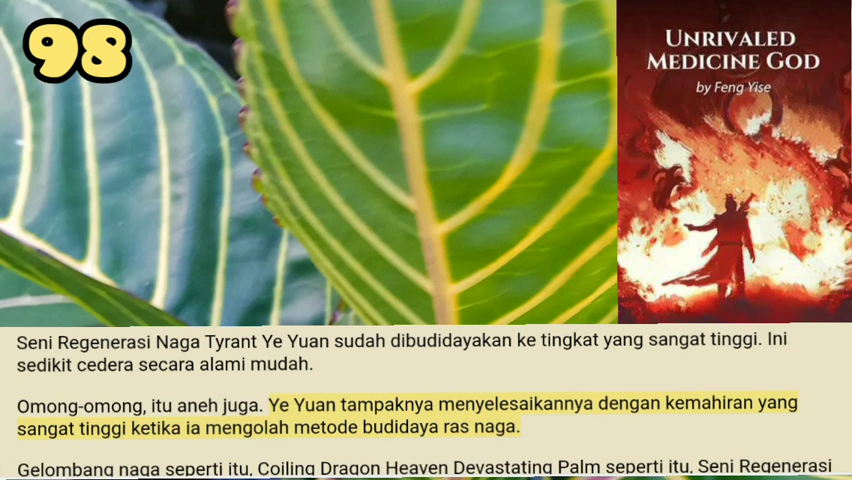 98
UNRIVALED
MEDICINE GOD
by Feng Yise
Seni Regenerasi Naga Tyrant Ye Yuan sudah dibudidayakan ke tingkat yang sangat tinggi. Ini
sedikit cedera secara alami mudah.
Omong-omong, itu aneh juga. Ye Yuan tampaknya menyelesaikannya dengan kemahiran yang
sangat tinggi ketika ia mengolah metode budidaya ras naga.
Gelombang naga seperti itu, Coiling Dragon Heaven Devastating Palm seperti itu, Seni Regenerasi